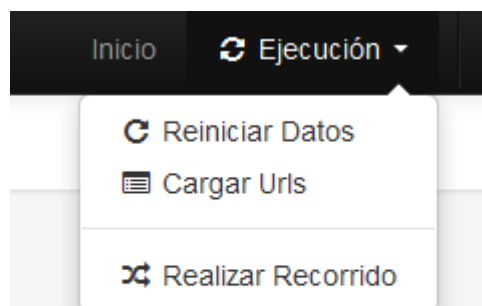 Inicio Ejecución
Reiniciar Datos
Cargar Urls
Realizar Recorrido